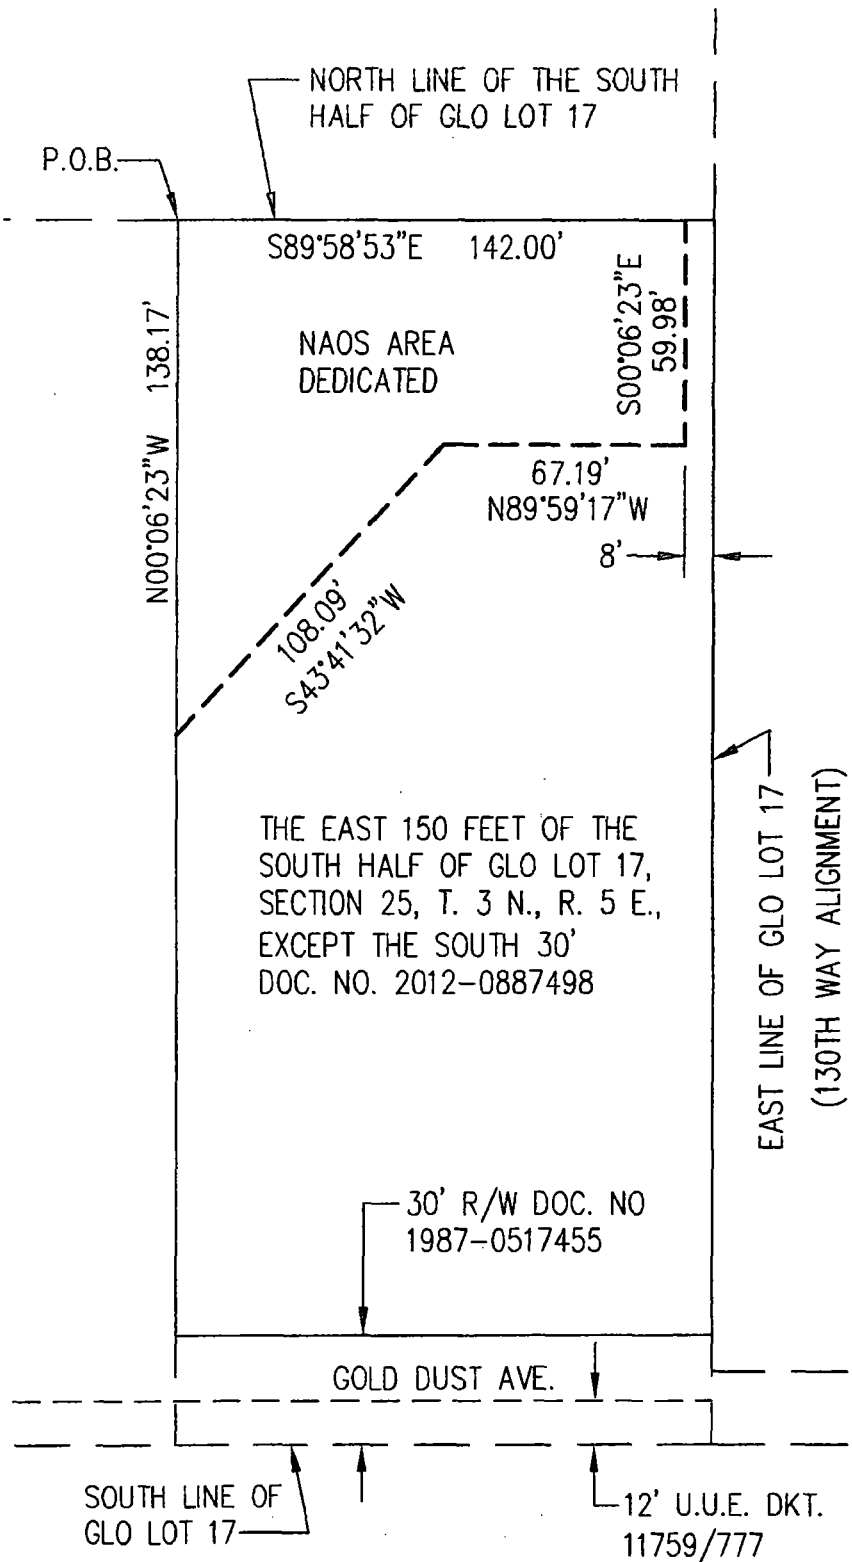 NORTH LINE OF THE SOUTH
HALF OF GLO LOT 17
P.O.B.
S89°58'53"E 142.00'
S00°06'23"E
59.98'
N00°06'23"W 138.17'
NAOS AREA
DEDICATED
67.19'
N89°59'17"W
8'
108.09'
S43°41'32"W
EAST LINE OF GLO LOT 17
(130TH WAY ALIGNMENT)
THE EAST 150 FEET OF THE
SOUTH HALF OF GLO LOT 17,
SECTION 25, T. 3 N., R. 5 E.,
EXCEPT THE SOUTH 30'
DOC. NO. 2012-0887498
30' R/W DOC. NO
1987-0517455
GOLD DUST AVE.
SOUTH LINE OF
GLO LOT 17
12' U.U.E. DKT.
11759/777